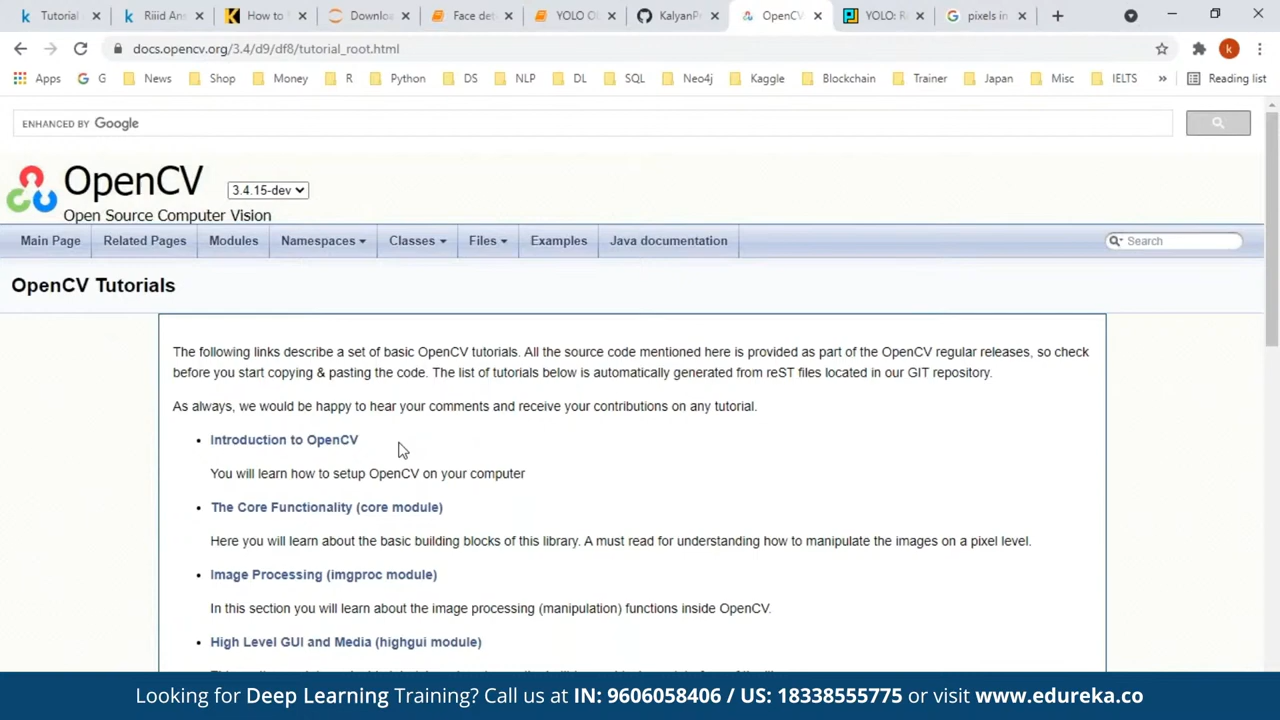 Tutorial
Riiid An
How to
Downlo
Face de
YOLO O
KalyanP
OpenCV
YOLO: R
pixels in
docs.opencv.org/3.4/d9/df8/tutorial_root.html
k
Apps G News Shop Money R Python DS NLP DL SQL Neo4j Kaggle Blockchain Trainer Japan Misc IELTS » Reading list
ENHANCED BY Google
OpenCV 3.4.15-dev
Open Source Computer Vision
Main Page Related Pages Modules Namespaces Classes Files Examples Java documentation Search
OpenCV Tutorials
The following links describe a set of basic OpenCV tutorials. All the source code mentioned here is provided as part of the OpenCV regular releases, so check
before you start copying & pasting the code. The list of tutorials below is automatically generated from reST files located in our GIT repository.
As always, we would be happy to hear your comments and receive your contributions on any tutorial.
• Introduction to OpenCV
You will learn how to setup OpenCV on your computer
• The Core Functionality (core module)
Here you will learn about the basic building blocks of this library. A must read for understanding how to manipulate the images on a pixel level.
• Image Processing (imgproc module)
In this section you will learn about the image processing (manipulation) functions inside OpenCV.
• High Level GUI and Media (highgui module)
Looking for Deep Learning Training? Call us at IN: 9606058406 / US: 18338555775 or visit www.edureka.co